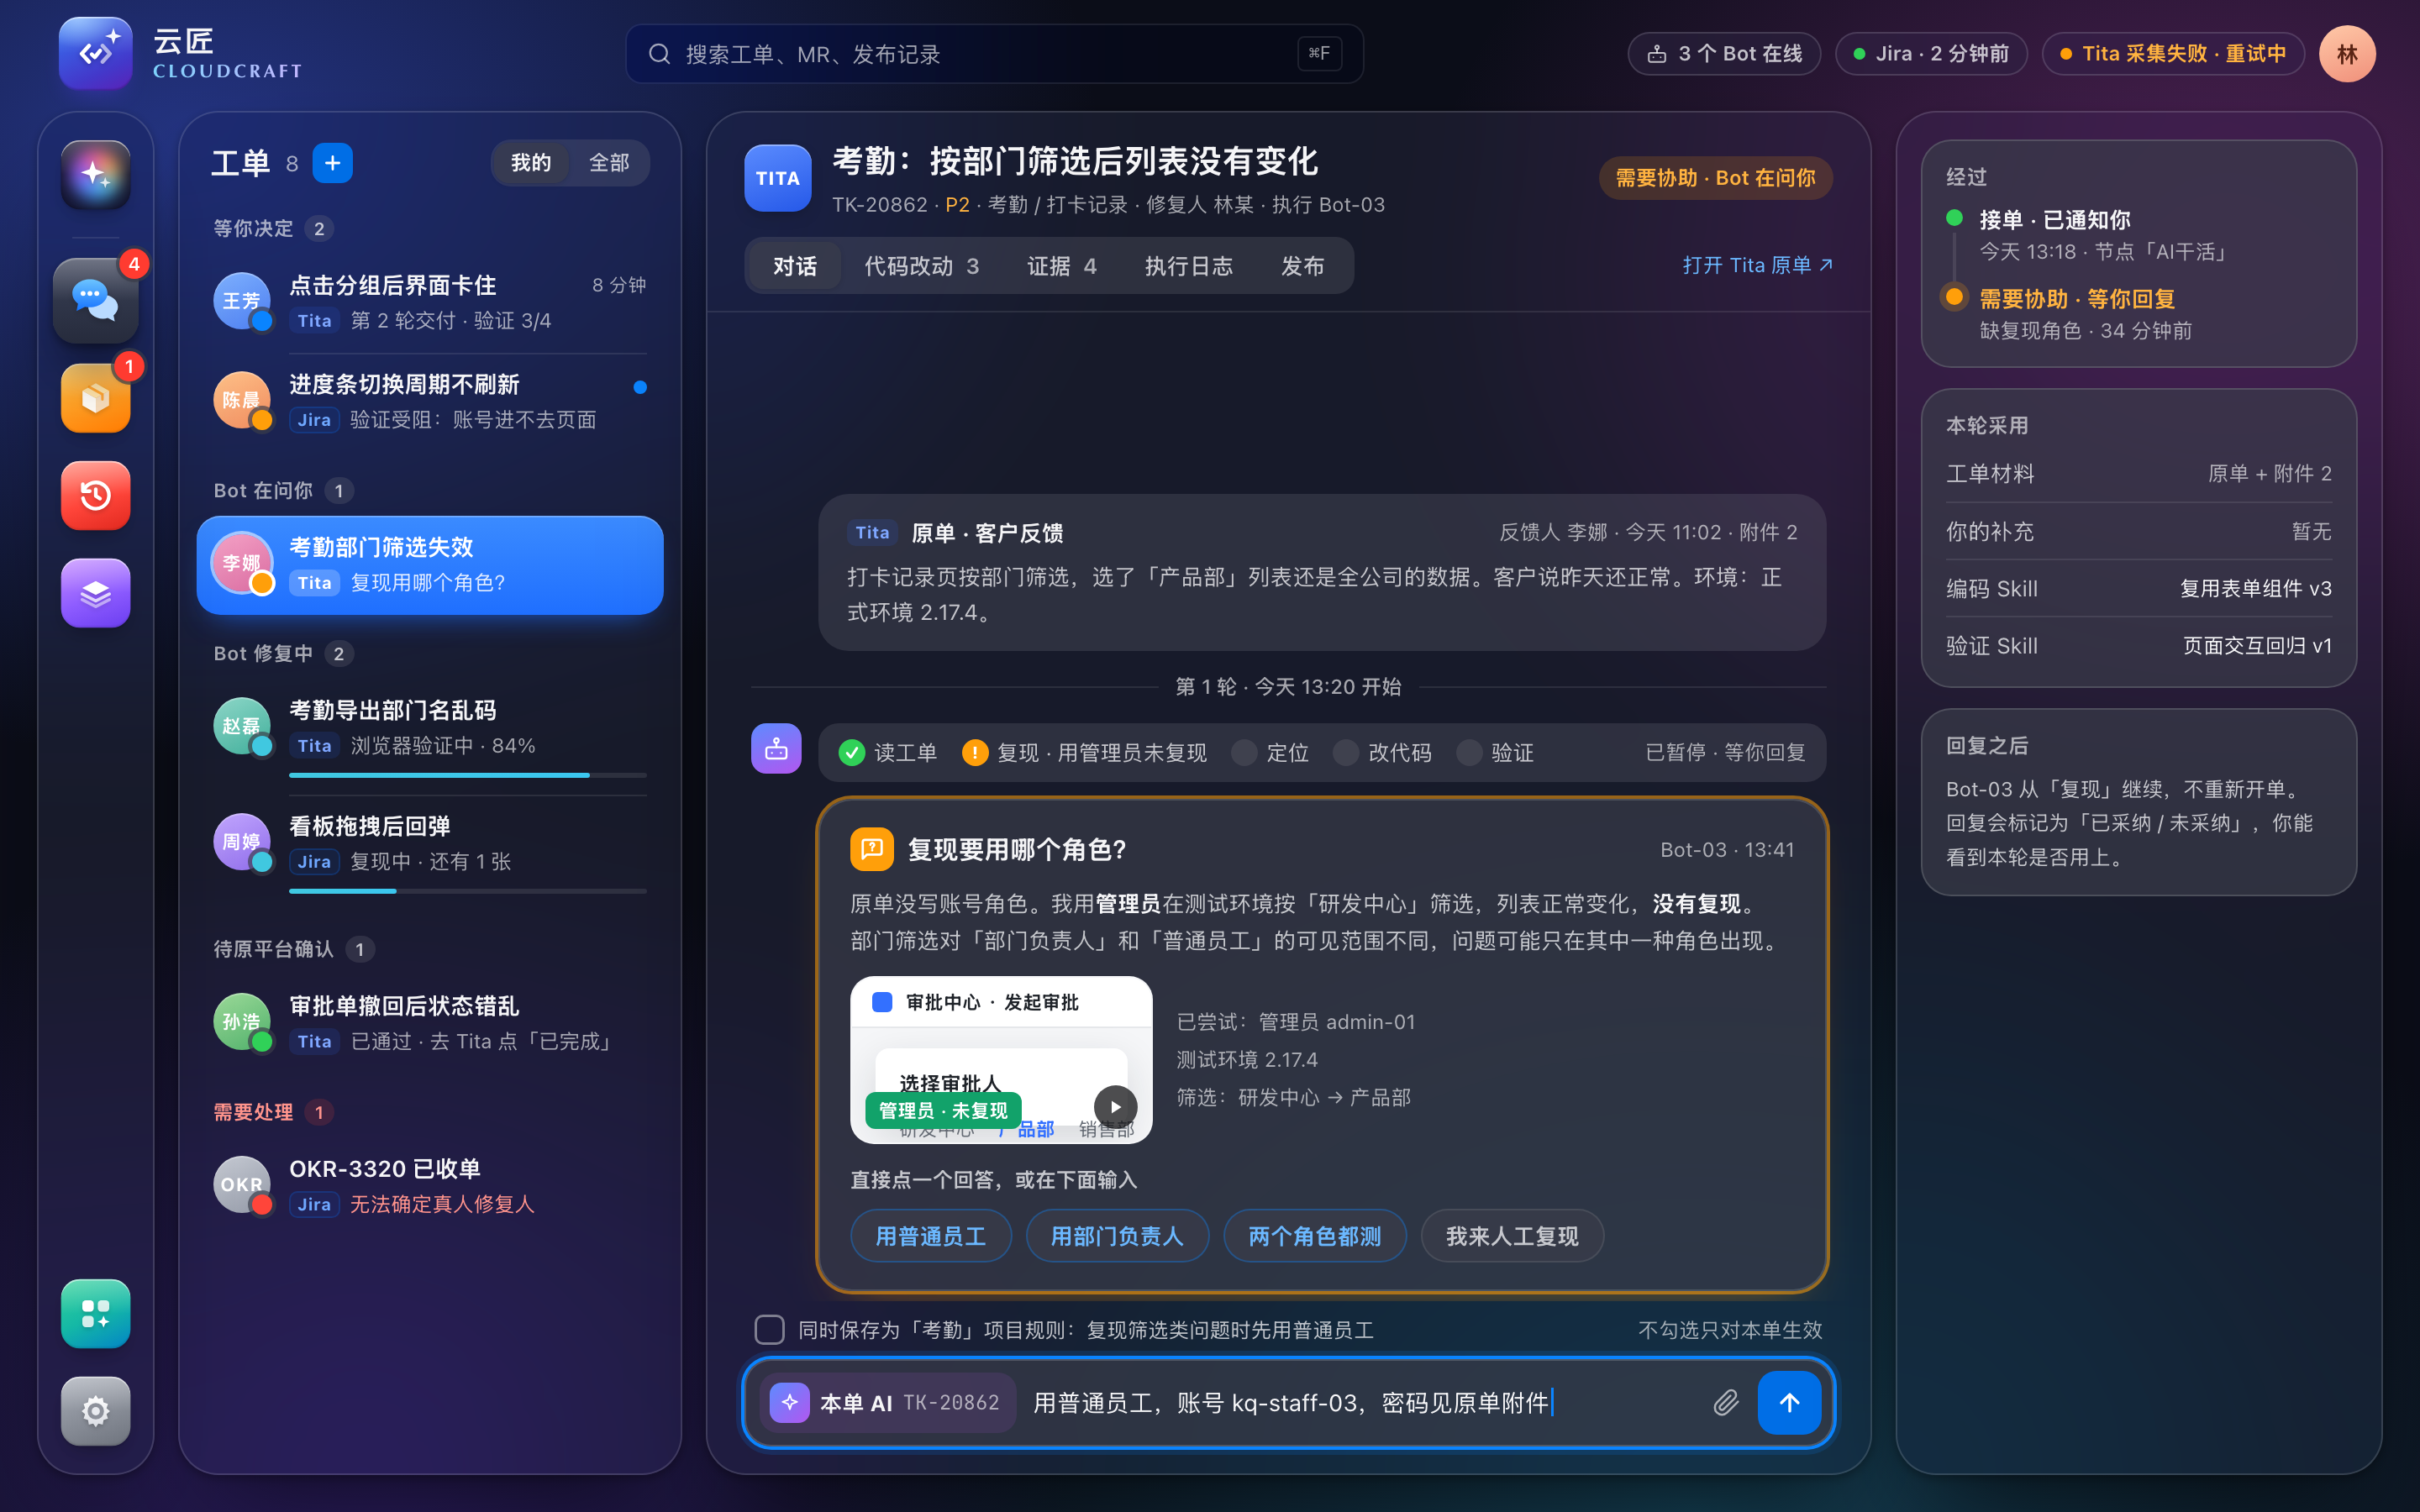 云匠
CLOUDCRAFT
搜索工单、MR、发布记录
⌘F
3 个 Bot 在线
Jira · 2 分钟前
Tita 采集失败 · 重试中
林
4
1
工单 8
我的
全部
等你决定 2
王芳
点击分组后界面卡住
8 分钟
Tita 第 2 轮交付 · 验证 3/4
陈晨
进度条切换周期不刷新
Jira 验证受阻：账号进不去页面
Bot 在问你 1
李娜
考勤部门筛选失效
Tita 复现用哪个角色?
Bot 修复中 2
赵磊
考勤导出部门名乱码
Tita 浏览器验证中 · 84%
周婷
看板拖拽后回弹
Jira 复现中 · 还有 1 张
待原平台确认 1
孙浩
审批单撤回后状态错乱
Tita 已通过 · 去 Tita 点「已完成」
需要处理 1
OKR
OKR-3320 已收单
Jira 无法确定真人修复人
TITA
考勤：按部门筛选后列表没有变化
TK-20862 · P2 · 考勤 / 打卡记录 · 修复人 林某 · 执行 Bot-03
需要协助 · Bot 在问你
对话
代码改动 3
证据 4
执行日志
发布
打开 Tita 原单 ↗
Tita 原单 · 客户反馈
反馈人 李娜 · 今天 11:02 · 附件 2
打卡记录页按部门筛选，选了「产品部」列表还是全公司的数据。客户说昨天还正常。环境：正
式环境 2.17.4。
第 1 轮 · 今天 13:20 开始
读工单
复现 · 用管理员未复现
定位
改代码
验证
已暂停 · 等你回复
复现要用哪个角色?
Bot-03 · 13:41
原单没写账号角色。我用管理员在测试环境按「研发中心」筛选，列表正常变化，没有复现。
部门筛选对「部门负责人」和「普通员工」的可见范围不同，问题可能只在其中一种角色出现。
审批中心 · 发起审批
选择审批人
管理员 · 未复现
研发中心
产品部
销售部
已尝试：管理员 admin-01
测试环境 2.17.4
筛选：研发中心 → 产品部
直接点一个回答，或在下面输入
用普通员工
用部门负责人
两个角色都测
我来人工复现
同时保存为「考勤」项目规则：复现筛选类问题时先用普通员工
不勾选只对本单生效
本单 AI TK-20862
用普通员工，账号 kq-staff-03，密码见原单附件
经过
接单 · 已通知你
今天 13:18 · 节点「AI干活」
需要协助 · 等你回复
缺复现角色 · 34 分钟前
本轮采用
工单材料 原单 + 附件 2
你的补充 暂无
编码 Skill 复用表单组件 v3
验证 Skill 页面交互回归 v1
回复之后
Bot-03 从「复现」继续，不重新开单。
回复会标记为「已采纳 / 未采纳」，你能
看到本轮是否用上。